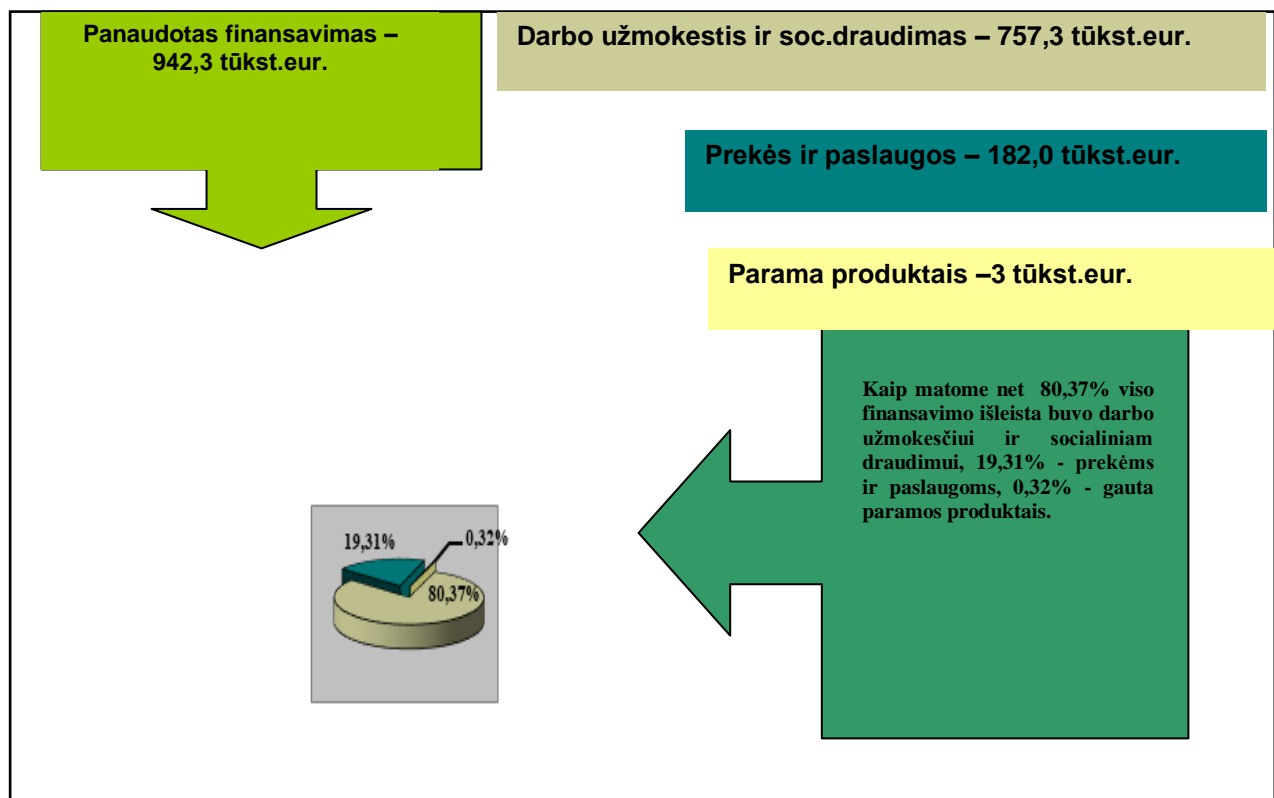 Panaudotas finansavimas –
942,3 tūkst.eur.
Darbo užmokestis ir soc.draudimas – 757,3 tūkst.eur.
Prekės ir paslaugos – 182,0 tūkst.eur.
Parama produktais –3 tūkst.eur.
Kaip matome net 80,37% viso
finansavimo išleista buvo darbo
užmokesčiui ir socialiniam
draudimui, 19,31% - prekėms
ir paslaugoms, 0,32% - gauta
paramos produktais.
19,31%
0,32%
80,37%